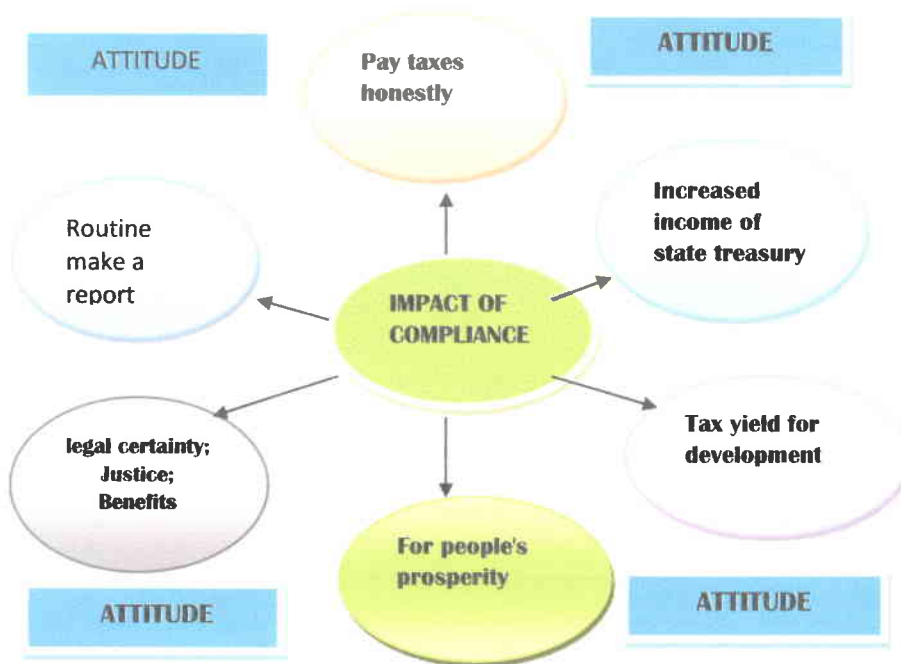 ATTITUDE
Pay taxes
honestly
ATTITUDE
Routine
make a
report
Increased
income of
state treasury
IMPACT OF
COMPLIANCE
legal certainty;
Justice;
Benefits
Tax yield for
development
For people's
prosperity
ATTITUDE
ATTITUDE